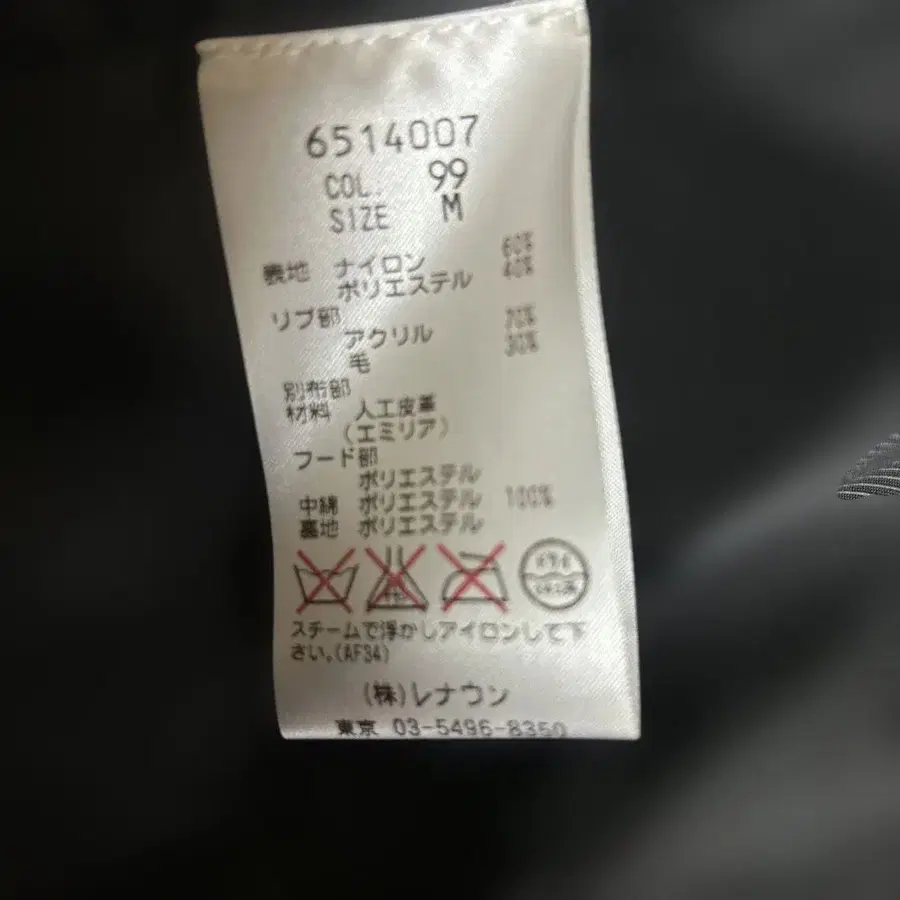 6514007
COL. 99
SIZE M
表地 ナイロン 60%
ポリエステル 40%
リブ部
アクリル 70%
毛 30%
別布部
材料 人工皮革
(エミリア)
フード部
ポリエステル
中綿 ポリエステル 100%
裏地 ポリエステル
ドライ
スチームで浮かしアイロンして下
さい。(AF34)
(株)レナウン
東京 03-5496-8350